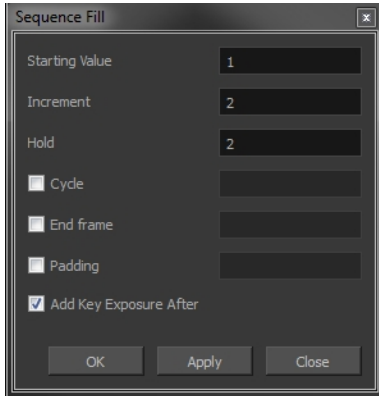 Sequence Fill
Starting Value 1
Increment 2
Hold 2
Cycle
End frame
Padding
Add Key Exposure After
OK Apply Close